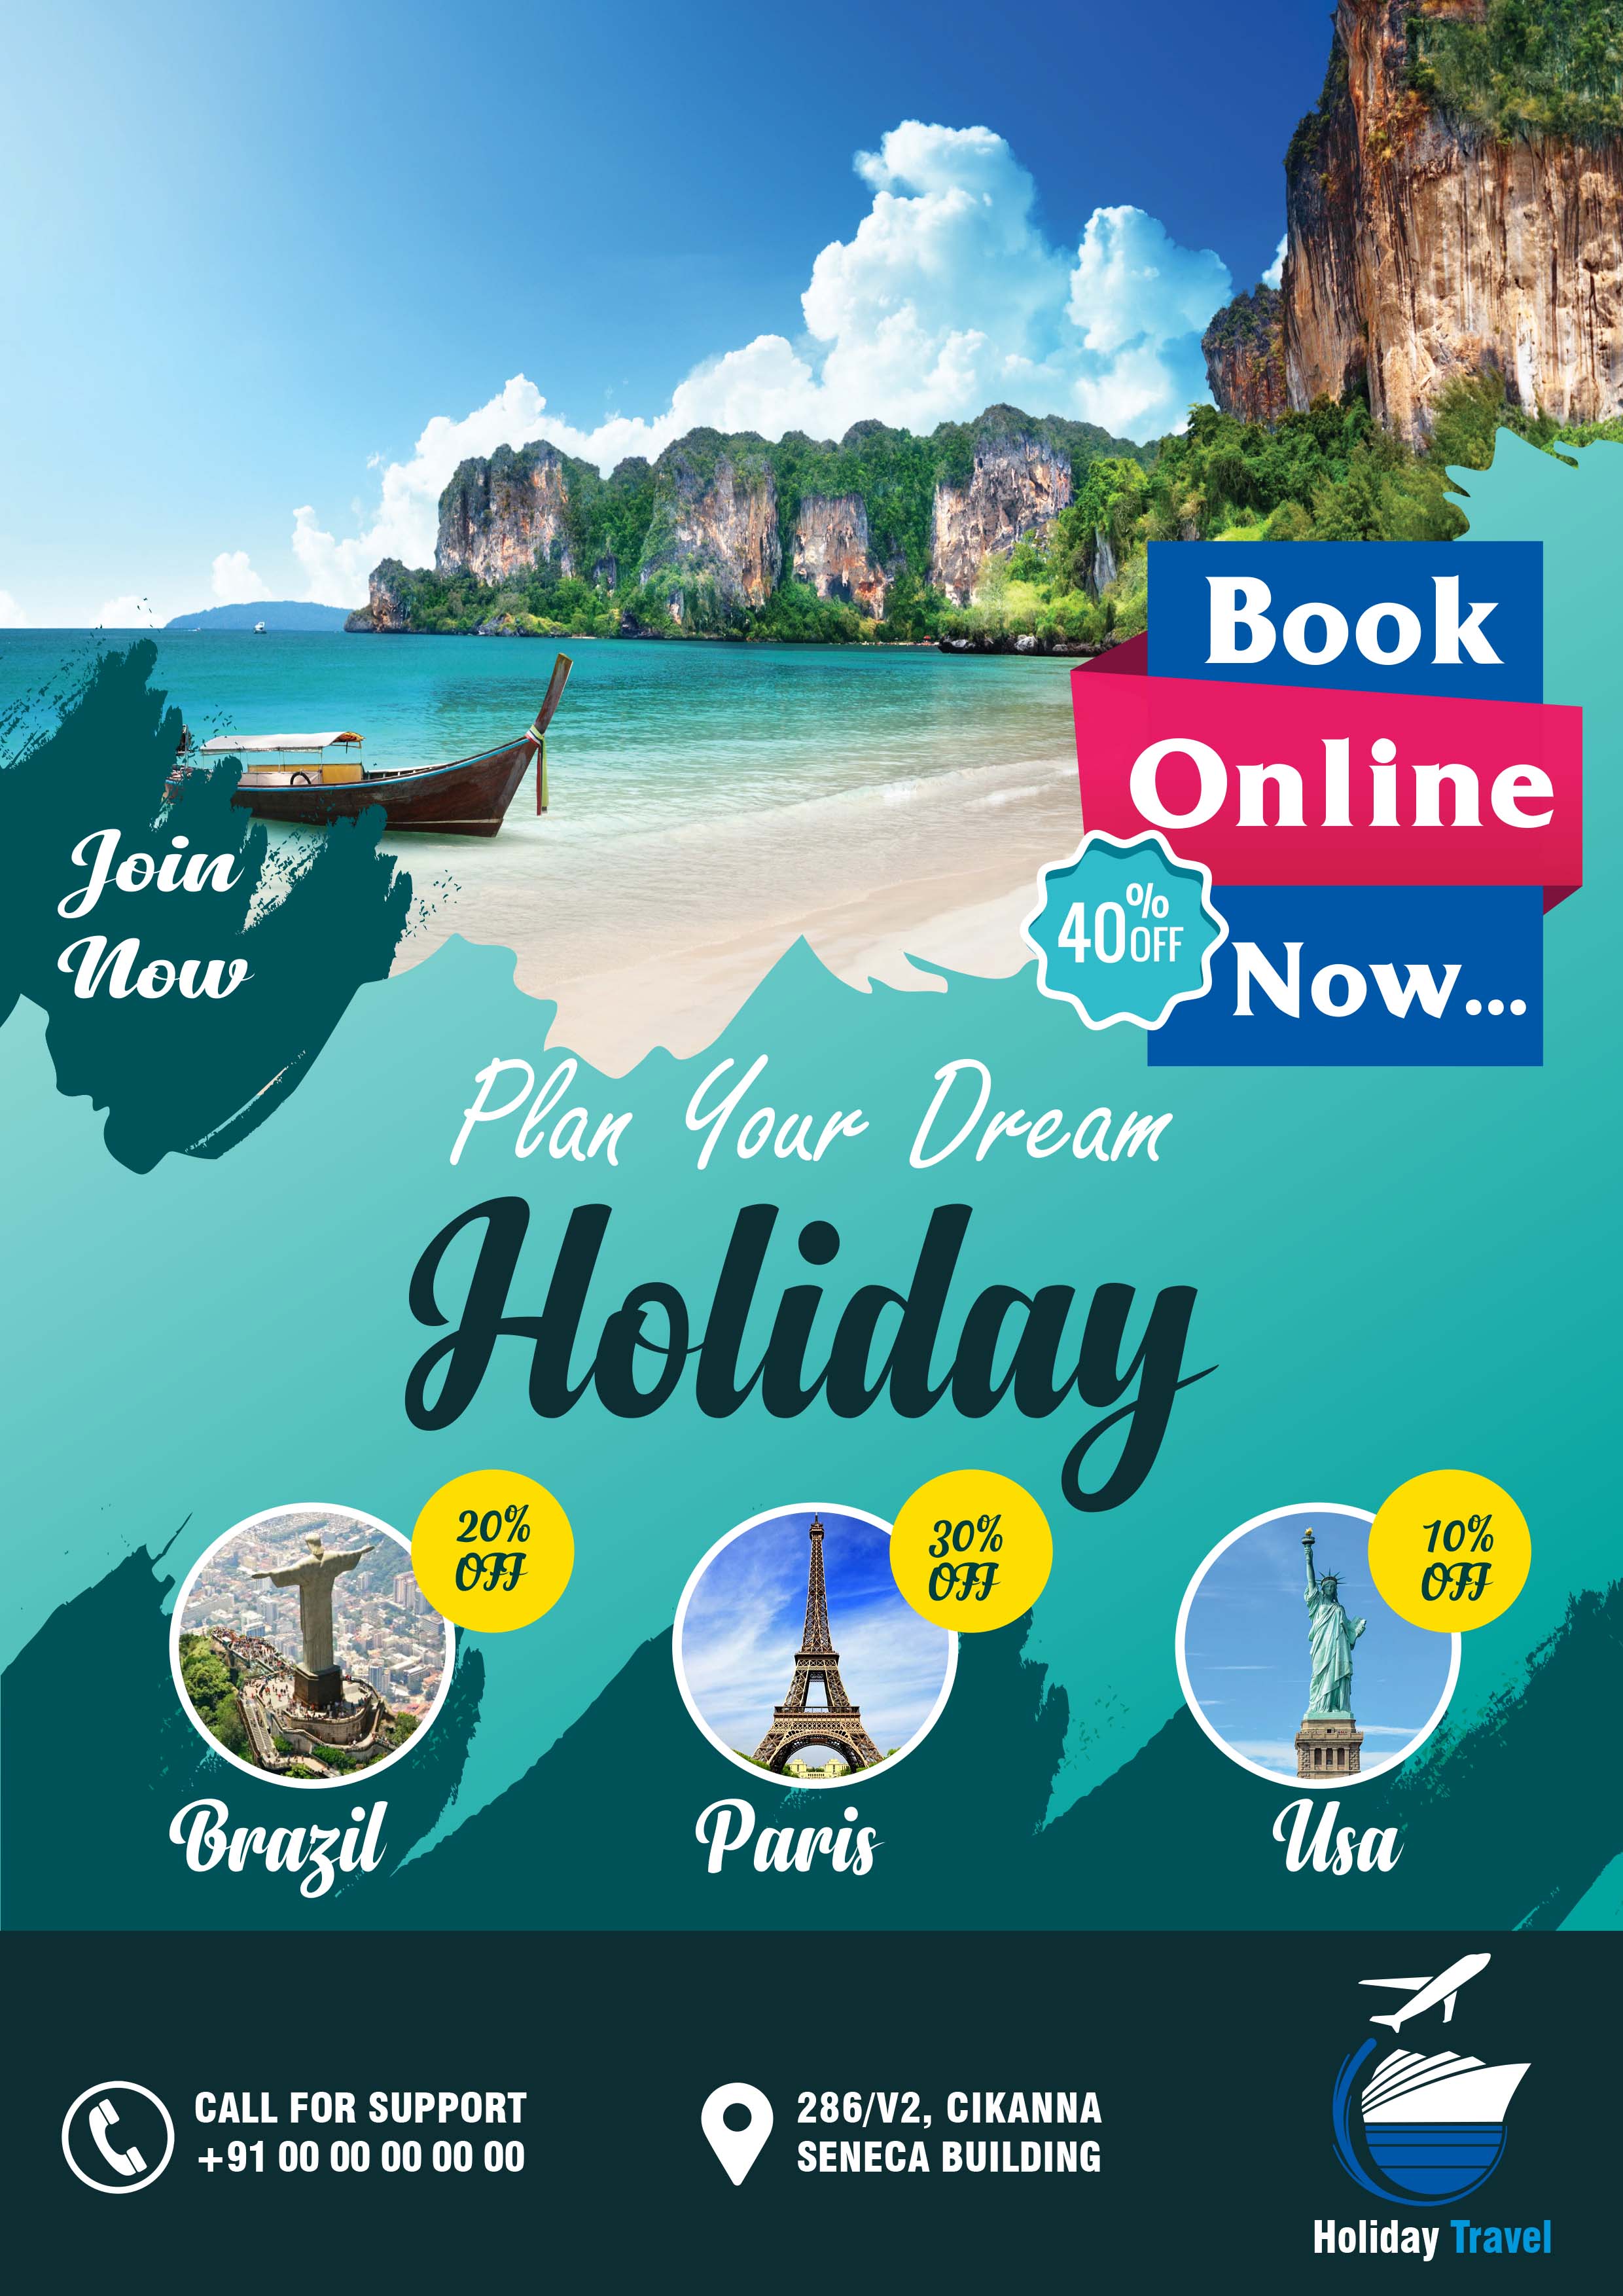 Book
Online
Now...
40% OFF
Join
Now
Plan Your Dream
Holiday
20%
OFF
30%
OFF
10%
OFF
Brazil
Paris
Usa
CALL FOR SUPPORT
+91 00 00 00 00 00
286/V2, CIKANNA
SENECA BUILDING
Holiday Travel